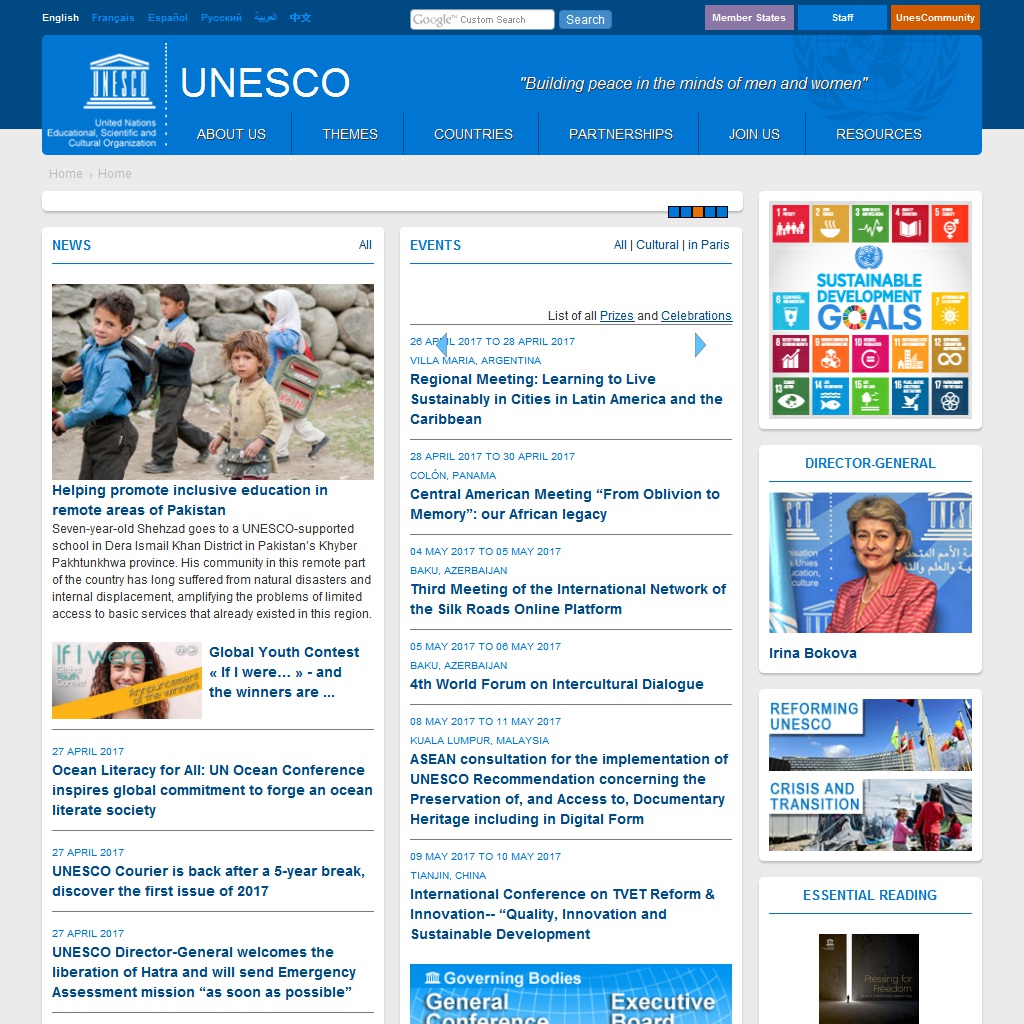 English Français Español Русский العربية 中文
Google™ Custom Search Search
Member States Staff UnesCommunity
UNESCO
United Nations
Educational, Scientific and
Cultural Organization
UNESCO
"Building peace in the minds of men and women"
ABOUT US THEMES COUNTRIES PARTNERSHIPS JOIN US RESOURCES
Home › Home
NEWS All
Helping promote inclusive education in
remote areas of Pakistan
Seven-year-old Shehzad goes to a UNESCO-supported
school in Dera Ismail Khan District in Pakistan’s Khyber
Pakhtunkhwa province. His community in this remote part
of the country has long suffered from natural disasters and
internal displacement, amplifying the problems of limited
access to basic services that already existed in this region.
If I were...
Global
Youth
Contest
Announcement
of the winners
Global Youth Contest
« If I were… » - and
the winners are ...
27 APRIL 2017
Ocean Literacy for All: UN Ocean Conference
inspires global commitment to forge an ocean
literate society
27 APRIL 2017
UNESCO Courier is back after a 5-year break,
discover the first issue of 2017
27 APRIL 2017
UNESCO Director-General welcomes the
liberation of Hatra and will send Emergency
Assessment mission “as soon as possible”
EVENTS All | Cultural | in Paris
List of all Prizes and Celebrations
26 APRIL 2017 TO 28 APRIL 2017
VILLA MARIA, ARGENTINA
Regional Meeting: Learning to Live
Sustainably in Cities in Latin America and the
Caribbean
28 APRIL 2017 TO 30 APRIL 2017
COLÓN, PANAMA
Central American Meeting “From Oblivion to
Memory”: our African legacy
04 MAY 2017 TO 05 MAY 2017
BAKU, AZERBAIJAN
Third Meeting of the International Network of
the Silk Roads Online Platform
05 MAY 2017 TO 06 MAY 2017
BAKU, AZERBAIJAN
4th World Forum on Intercultural Dialogue
08 MAY 2017 TO 11 MAY 2017
KUALA LUMPUR, MALAYSIA
ASEAN consultation for the implementation of
UNESCO Recommendation concerning the
Preservation of, and Access to, Documentary
Heritage including in Digital Form
09 MAY 2017 TO 10 MAY 2017
TIANJIN, CHINA
International Conference on TVET Reform &
Innovation-- “Quality, Innovation and
Sustainable Development
Governing Bodies
General Executive
Conference Board
1 2 3 4 5
SUSTAINABLE
DEVELOPMENT
GOALS
6 7
8 9 10 11 12
13 14 15 16 17
DIRECTOR-GENERAL
Irina Bokova
REFORMING
UNESCO
CRISIS AND
TRANSITION
ESSENTIAL READING
Pressing for
Freedom